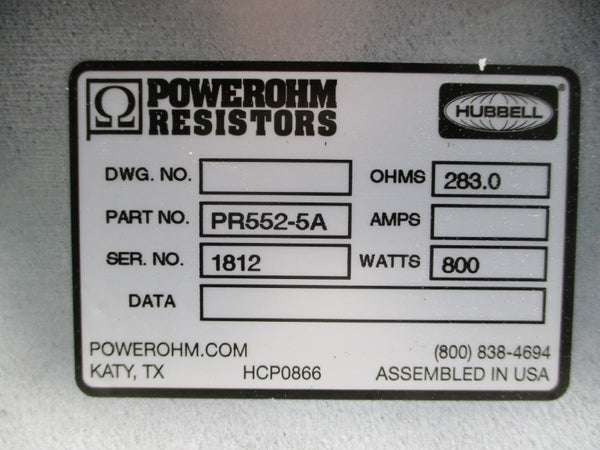 Ω POWEROHM RESISTORS
HUBBELL®
DWG. NO.
OHMS 283.0
PART NO. PR552-5A
AMPS
SER. NO. 1812
WATTS 800
DATA
POWEROHM.COM
(800) 838-4694
KATY, TX
HCP0866
ASSEMBLED IN USA